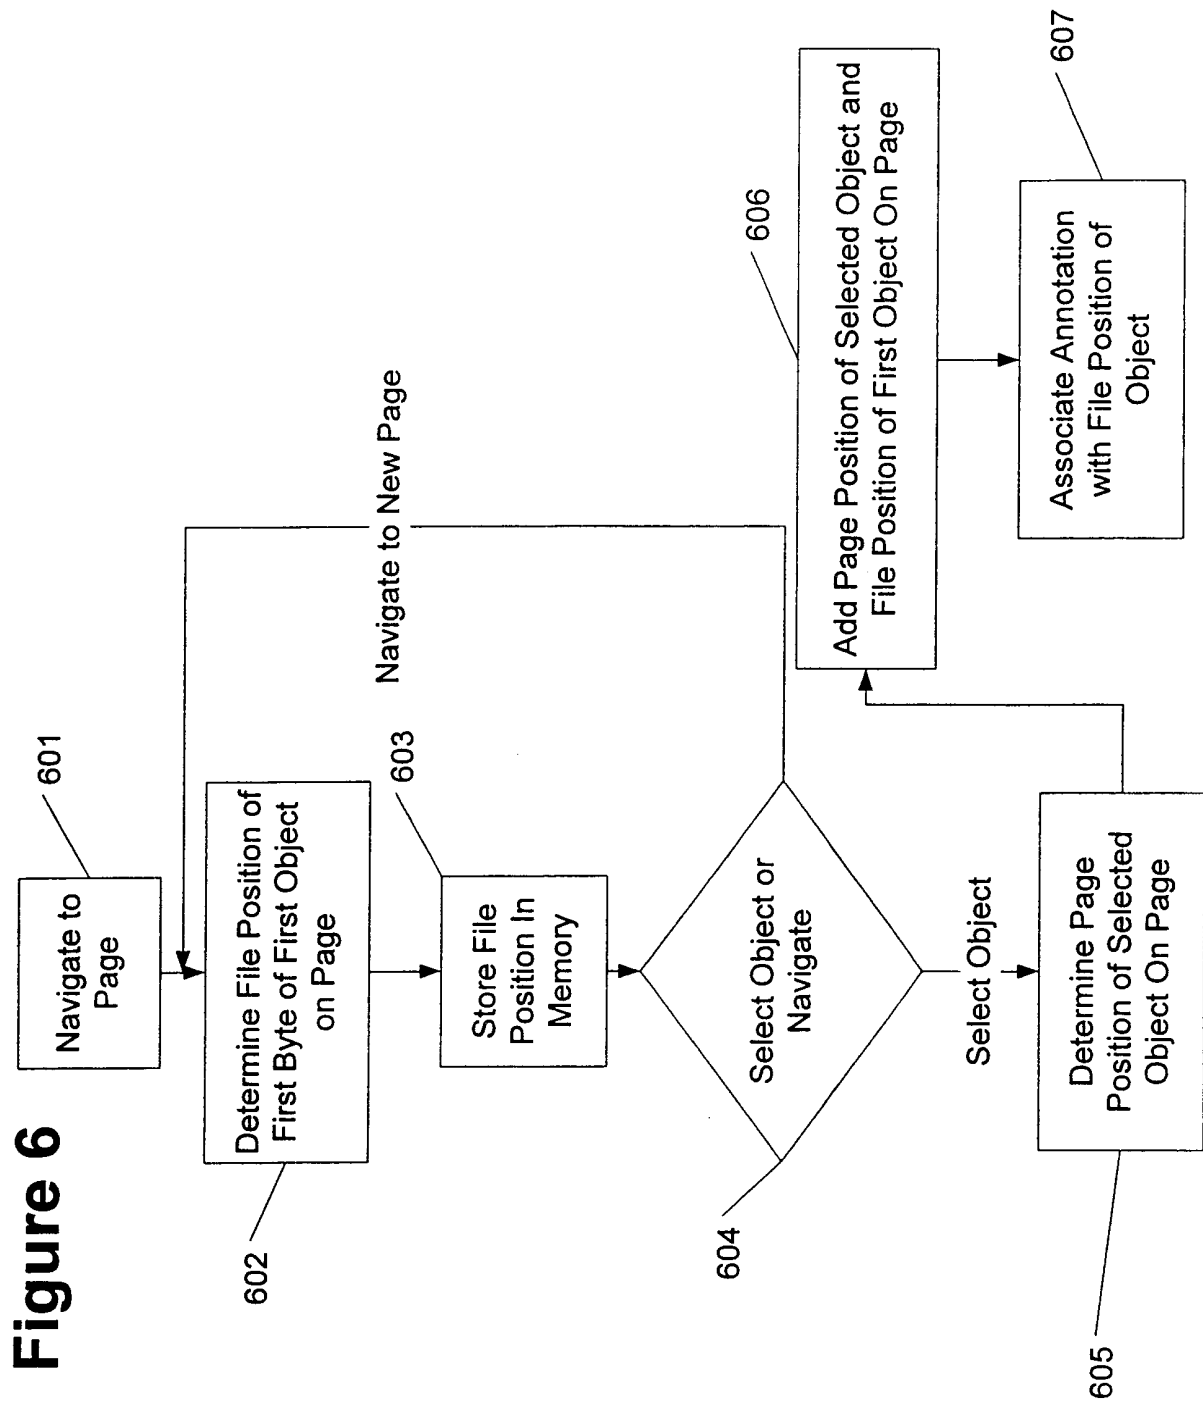 Figure 6
601
Navigate to
Page
602
Determine File Position of
First Byte of First Object
on Page
603
Store File
Position In
Memory
Navigate to New Page
604
Select Object or
Navigate
Select Object
605
Determine Page
Position of Selected
Object On Page
606
Add Page Position of Selected Object and
File Position of First Object On Page
607
Associate Annotation
with File Position of
Object